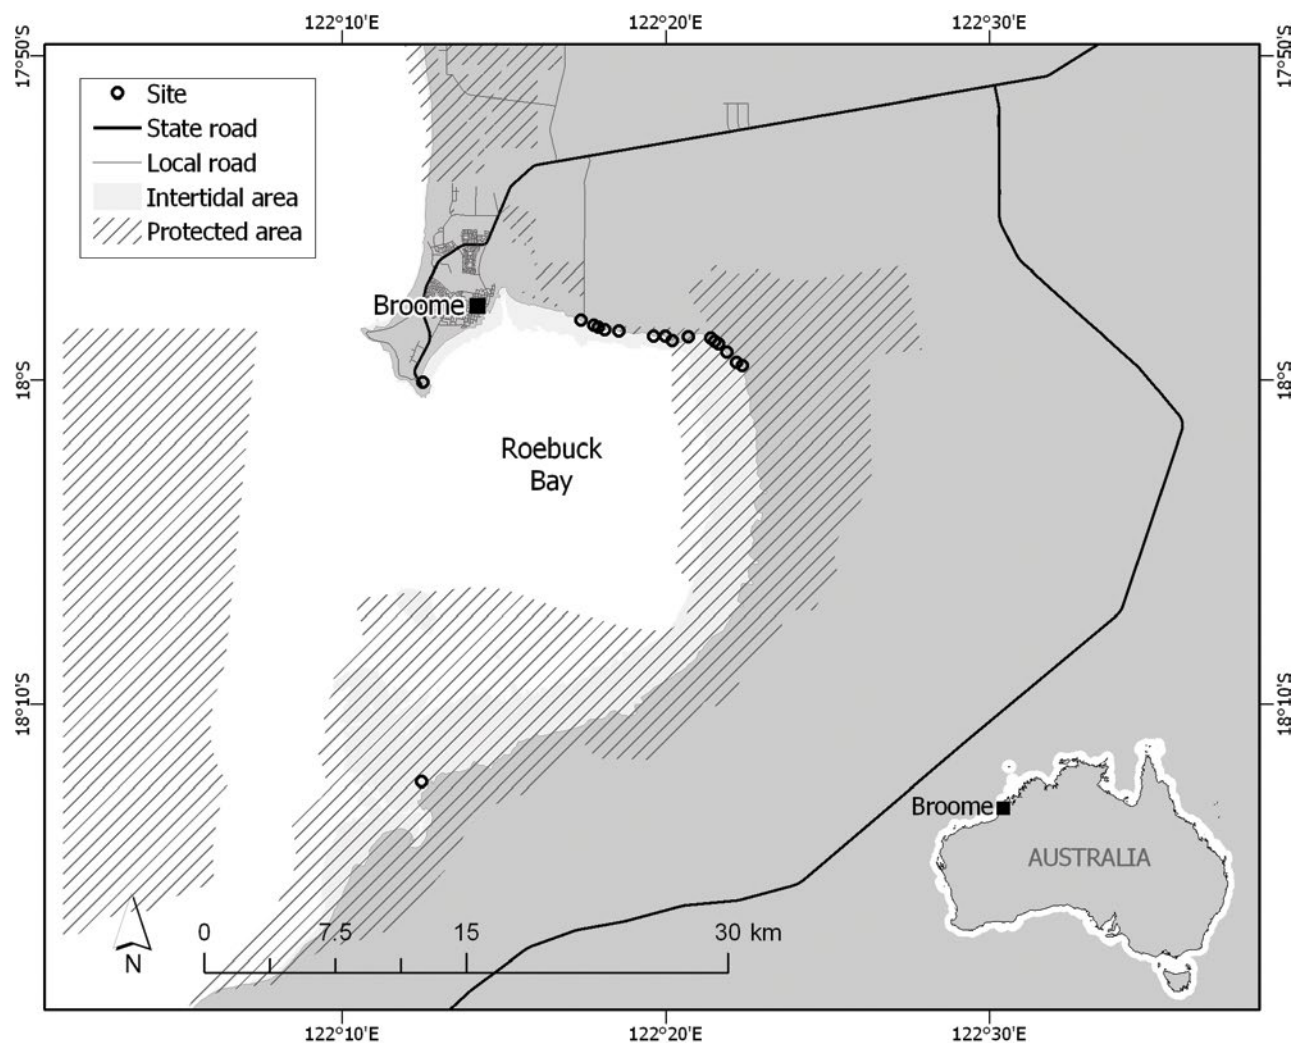 122°10'E
122°20'E
122°30'E
17°50'S
17°50'S
Site
State road
Local road
Intertidal area
Protected area
Broome
18°S
18°S
Roebuck
Bay
18°10'S
18°10'S
Broome
AUSTRALIA
0
7.5
15
30 km
N
122°10'E
122°20'E
122°30'E